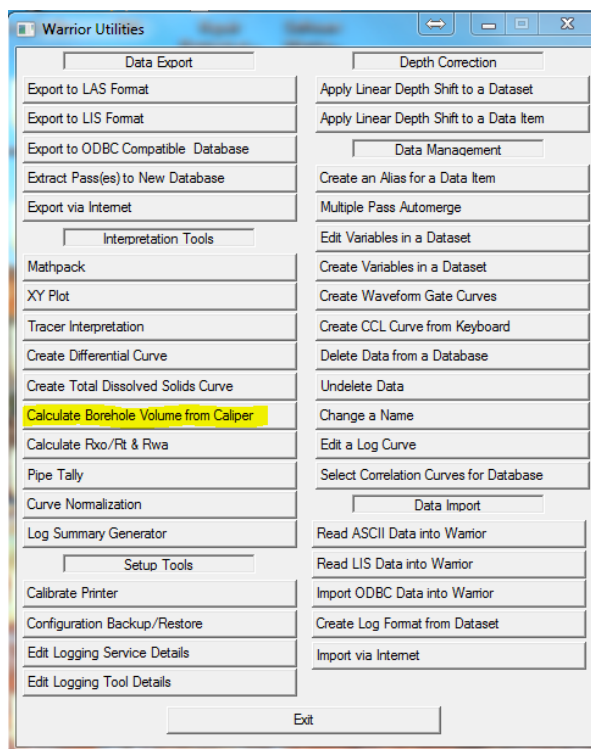 Warrior Utilities
Data Export
Export to LAS Format
Export to LIS Format
Export to ODBC Compatible Database
Extract Pass(es) to New Database
Export via Internet
Interpretation Tools
Mathpack
XY Plot
Tracer Interpretation
Create Differential Curve
Create Total Dissolved Solids Curve
Calculate Borehole Volume from Caliper
Calculate Rxo/Rt & Rwa
Pipe Tally
Curve Normalization
Log Summary Generator
Setup Tools
Calibrate Printer
Configuration Backup/Restore
Edit Logging Service Details
Edit Logging Tool Details
Depth Correction
Apply Linear Depth Shift to a Dataset
Apply Linear Depth Shift to a Data Item
Data Management
Create an Alias for a Data Item
Multiple Pass Automerge
Edit Variables in a Dataset
Create Variables in a Dataset
Create Waveform Gate Curves
Create CCL Curve from Keyboard
Delete Data from a Database
Undelete Data
Change a Name
Edit a Log Curve
Select Correlation Curves for Database
Data Import
Read ASCII Data into Warrior
Read LIS Data into Warrior
Import ODBC Data into Warrior
Create Log Format from Dataset
Import via Internet
Exit